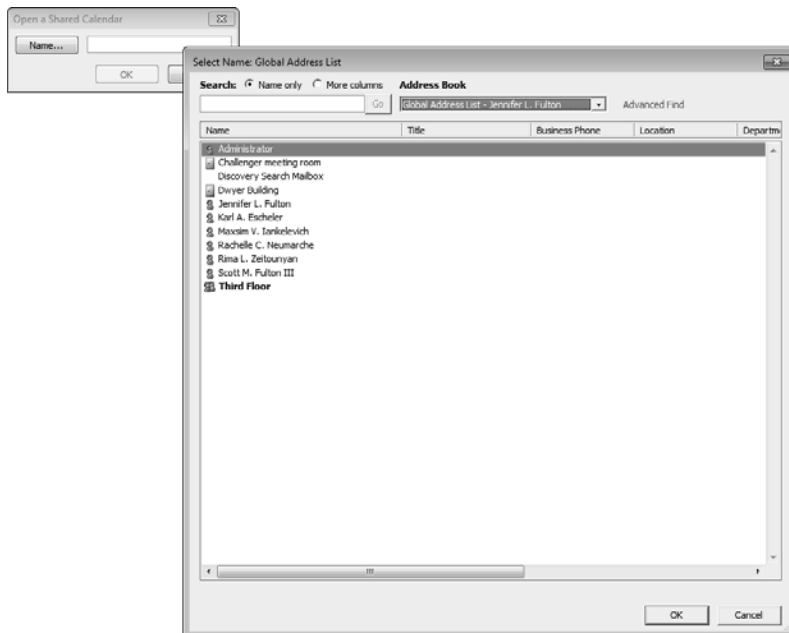 Open a Shared Calendar
Name...
OK
Select Name: Global Address List
Search: Name only More columns Address Book
Go Global Address List - Jennifer L. Fulton Advanced Find
Name Title Business Phone Location Departm
Administrator
Challenger meeting room
Discovery Search Mailbox
Dwyer Building
Jennifer L. Fulton
Karl A. Escheler
Maxsim V. Iankelevich
Rachelle C. Neumarche
Rima L. Zeitounyan
Scott M. Fulton III
Third Floor
OK Cancel